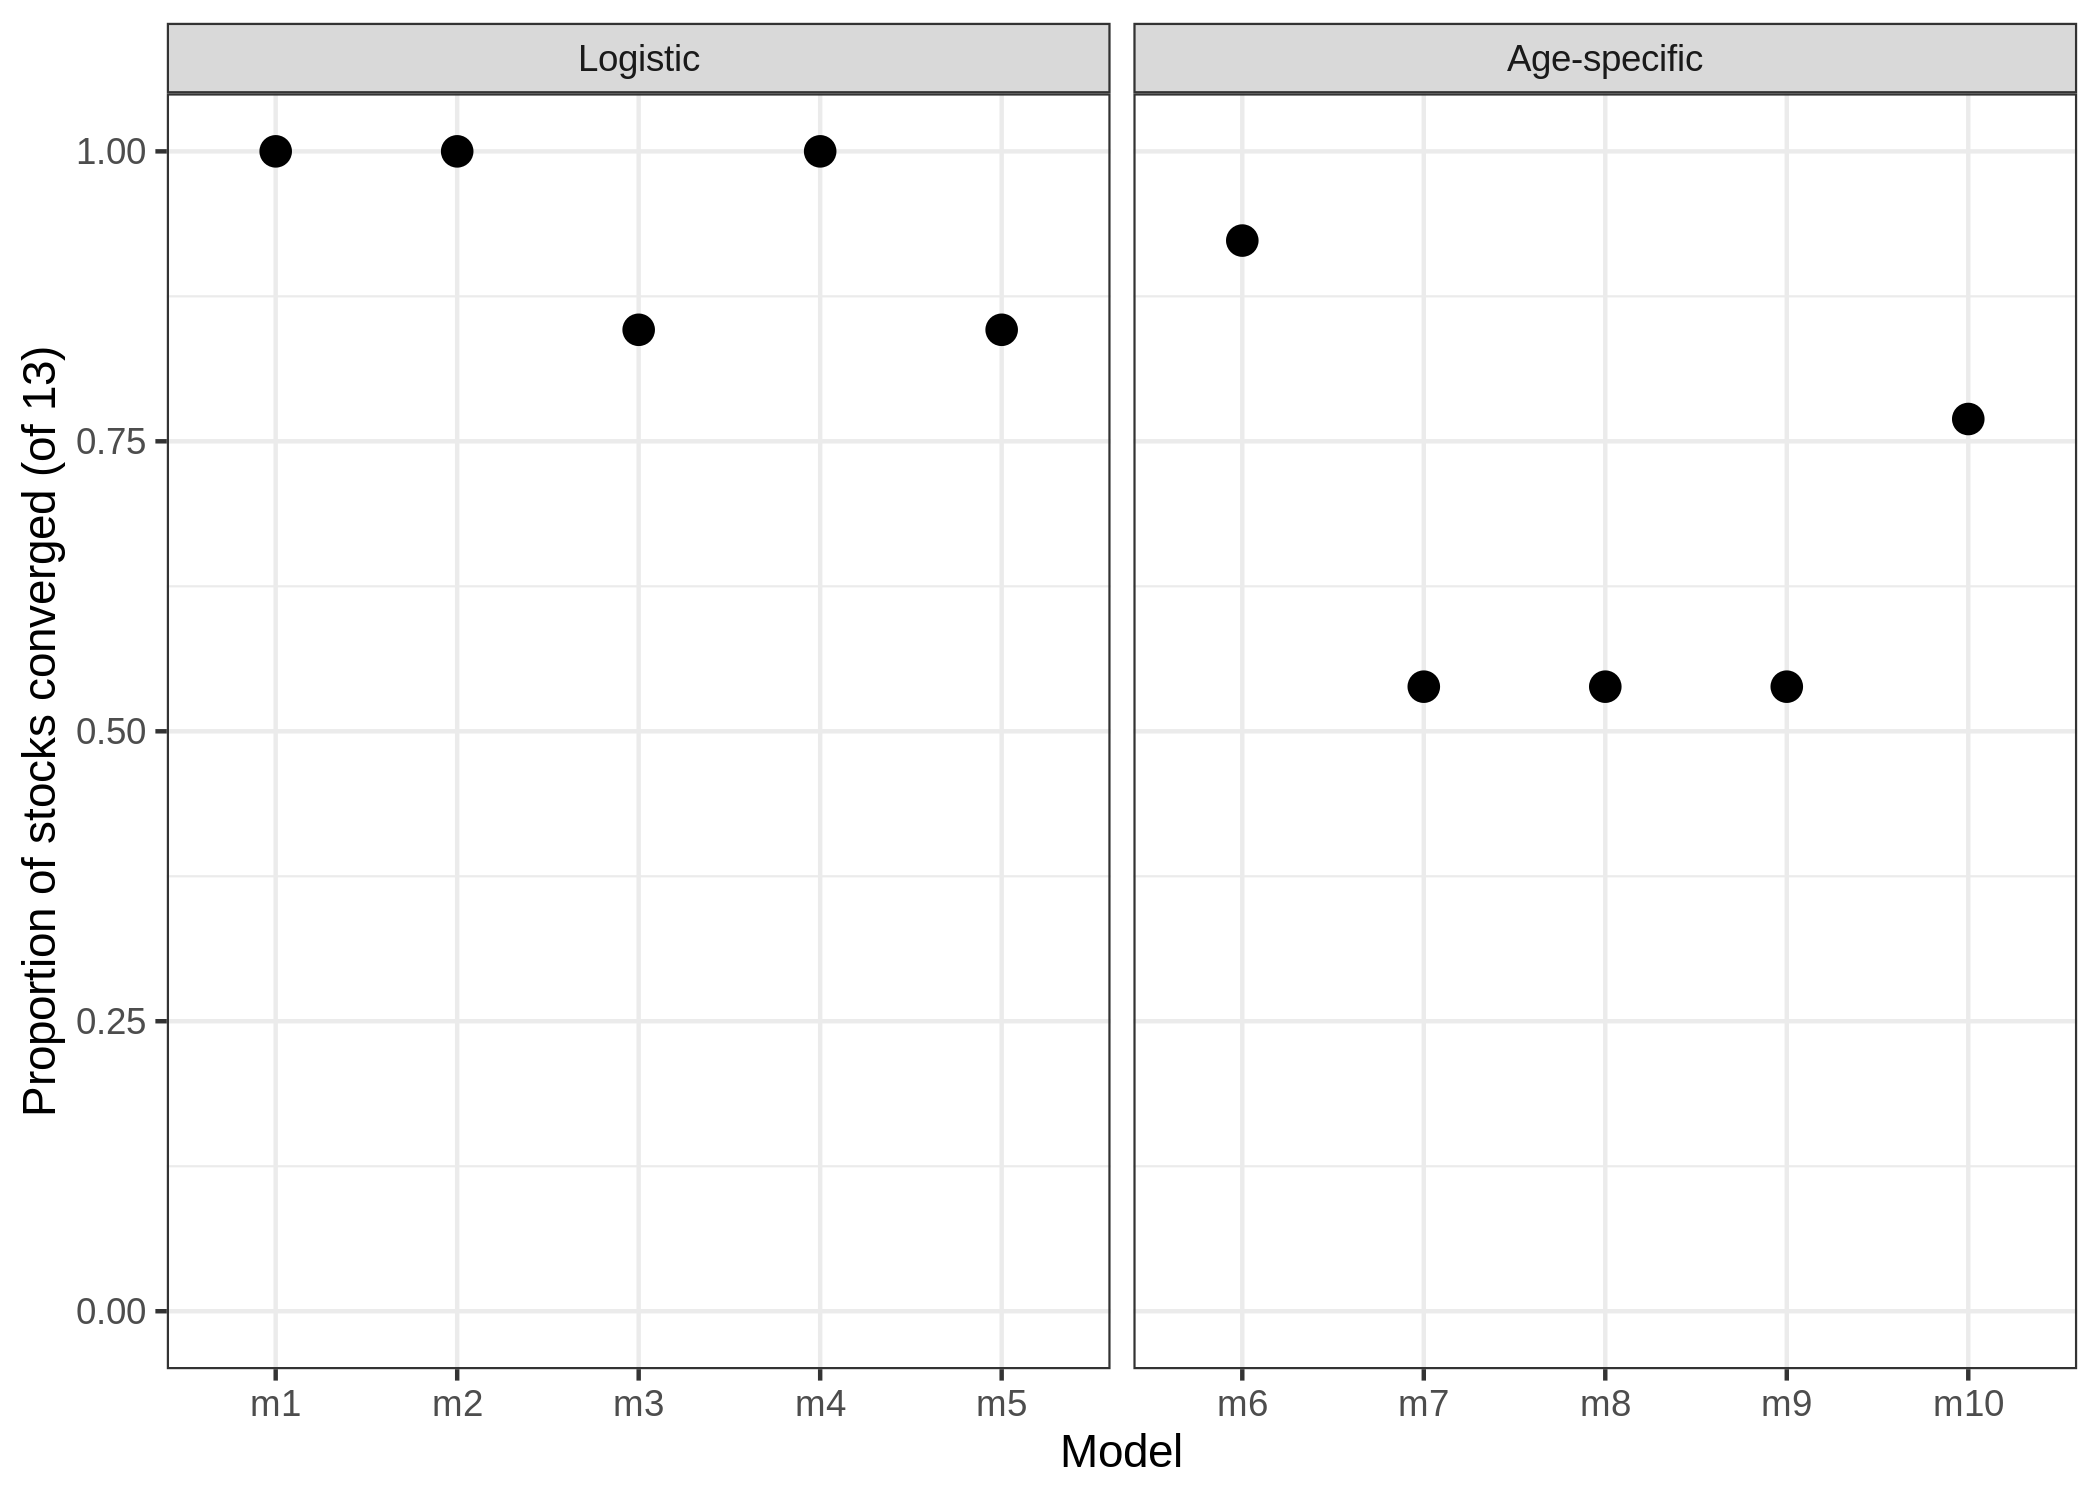 Logistic
Age-specific
Proportion of stocks converged (of 13)
1.00
0.75
0.50
0.25
0.00
m1 m2 m3 m4 m5 m6 m7 m8 m9 m10
Model